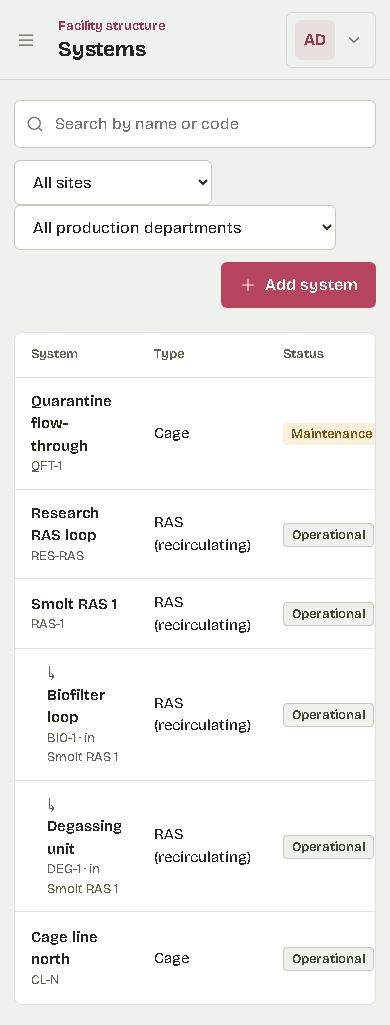 Facility structure
Systems
AD
Search by name or code
All sites
All production departments
+ Add system
System Type Status
Quarantine
flow-
through
QFT-1
Cage
Maintenance
Research
RAS loop
RES-RAS
RAS
(recirculating)
Operational
Smolt RAS 1
RAS-1
RAS
(recirculating)
Operational
↳
Biofilter
loop
BIO-1 · in
Smolt RAS 1
RAS
(recirculating)
Operational
↳
Degassing
unit
DEG-1 · in
Smolt RAS 1
RAS
(recirculating)
Operational
Cage line
north
CL-N
Cage
Operational